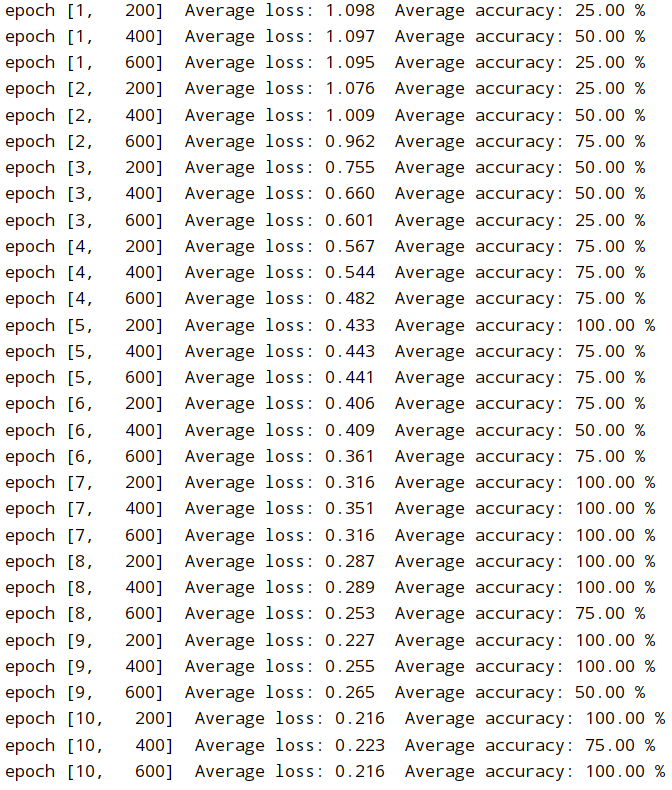 epoch [1,   200]  Average loss: 1.098  Average accuracy: 25.00 %
epoch [1,   400]  Average loss: 1.097  Average accuracy: 50.00 %
epoch [1,   600]  Average loss: 1.095  Average accuracy: 25.00 %
epoch [2,   200]  Average loss: 1.076  Average accuracy: 25.00 %
epoch [2,   400]  Average loss: 1.009  Average accuracy: 50.00 %
epoch [2,   600]  Average loss: 0.962  Average accuracy: 75.00 %
epoch [3,   200]  Average loss: 0.755  Average accuracy: 50.00 %
epoch [3,   400]  Average loss: 0.660  Average accuracy: 50.00 %
epoch [3,   600]  Average loss: 0.601  Average accuracy: 25.00 %
epoch [4,   200]  Average loss: 0.567  Average accuracy: 75.00 %
epoch [4,   400]  Average loss: 0.544  Average accuracy: 75.00 %
epoch [4,   600]  Average loss: 0.482  Average accuracy: 75.00 %
epoch [5,   200]  Average loss: 0.433  Average accuracy: 100.00 %
epoch [5,   400]  Average loss: 0.443  Average accuracy: 75.00 %
epoch [5,   600]  Average loss: 0.441  Average accuracy: 75.00 %
epoch [6,   200]  Average loss: 0.406  Average accuracy: 75.00 %
epoch [6,   400]  Average loss: 0.409  Average accuracy: 50.00 %
epoch [6,   600]  Average loss: 0.361  Average accuracy: 75.00 %
epoch [7,   200]  Average loss: 0.316  Average accuracy: 100.00 %
epoch [7,   400]  Average loss: 0.351  Average accuracy: 100.00 %
epoch [7,   600]  Average loss: 0.316  Average accuracy: 100.00 %
epoch [8,   200]  Average loss: 0.287  Average accuracy: 100.00 %
epoch [8,   400]  Average loss: 0.289  Average accuracy: 100.00 %
epoch [8,   600]  Average loss: 0.253  Average accuracy: 75.00 %
epoch [9,   200]  Average loss: 0.227  Average accuracy: 100.00 %
epoch [9,   400]  Average loss: 0.255  Average accuracy: 100.00 %
epoch [9,   600]  Average loss: 0.265  Average accuracy: 50.00 %
epoch [10,   200]  Average loss: 0.216  Average accuracy: 100.00 %
epoch [10,   400]  Average loss: 0.223  Average accuracy: 75.00 %
epoch [10,   600]  Average loss: 0.216  Average accuracy: 100.00 %